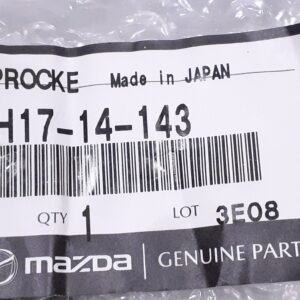 PROCKE Made in JAPAN
H17-14-143
QTY 1 LOT 3E08
mazda GENUINE PART